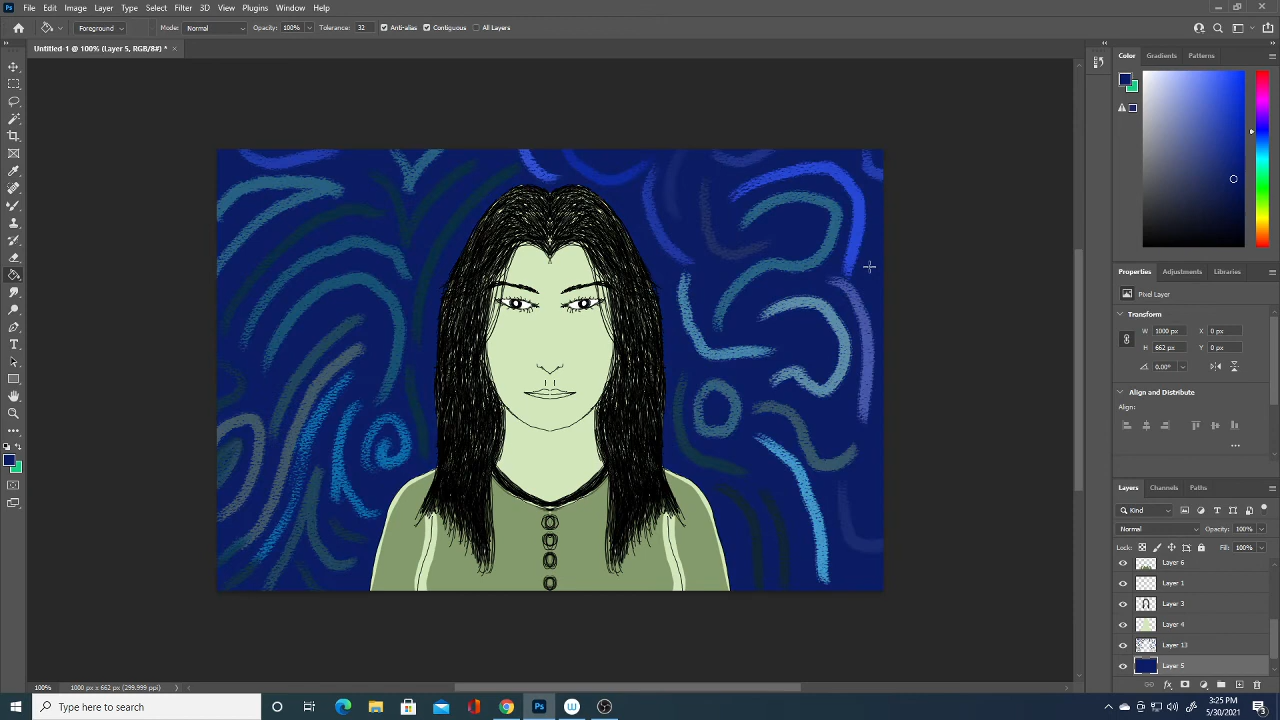 Ps File Edit Image Layer Type Select Filter 3D View Plugins Window Help
Foreground Mode: Normal Opacity: 100% Tolerance: 32 Anti-alias Contiguous All Layers
Untitled-1 @ 100% (Layer 5, RGB/8#) *
Color Gradients Patterns
Properties Adjustments Libraries
Pixel Layer
Transform
W 1000 px X 0 px
H 662 px Y 0 px
0.00°
Align and Distribute
Align:
Layers Channels Paths
Kind
Normal Opacity: 100%
Lock: Fill: 100%
Layer 6
Layer 1
Layer 3
Layer 4
Layer 13
Layer 5
100% 1000 px x 662 px (299.999 ppi)
Type here to search
Ps
W
3:25 PM
5/30/2021